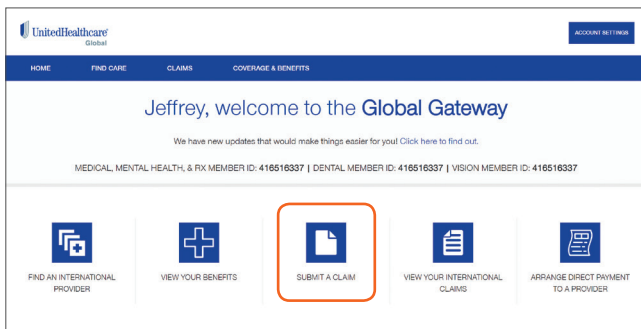 UnitedHealthcare
Global
ACCOUNT SETTINGS
HOME FIND CARE CLAIMS COVERAGE & BENEFITS
Jeffrey, welcome to the Global Gateway
We have new updates that would make things easier for you! Click here to find out.
MEDICAL, MENTAL HEALTH, & RX MEMBER ID: 416516337 | DENTAL MEMBER ID: 416516337 | VISION MEMBER ID: 416516337
FIND AN INTERNATIONAL
PROVIDER
VIEW YOUR BENEFITS
SUBMIT A CLAIM
VIEW YOUR INTERNATIONAL
CLAIMS
ARRANGE DIRECT PAYMENT
TO A PROVIDER